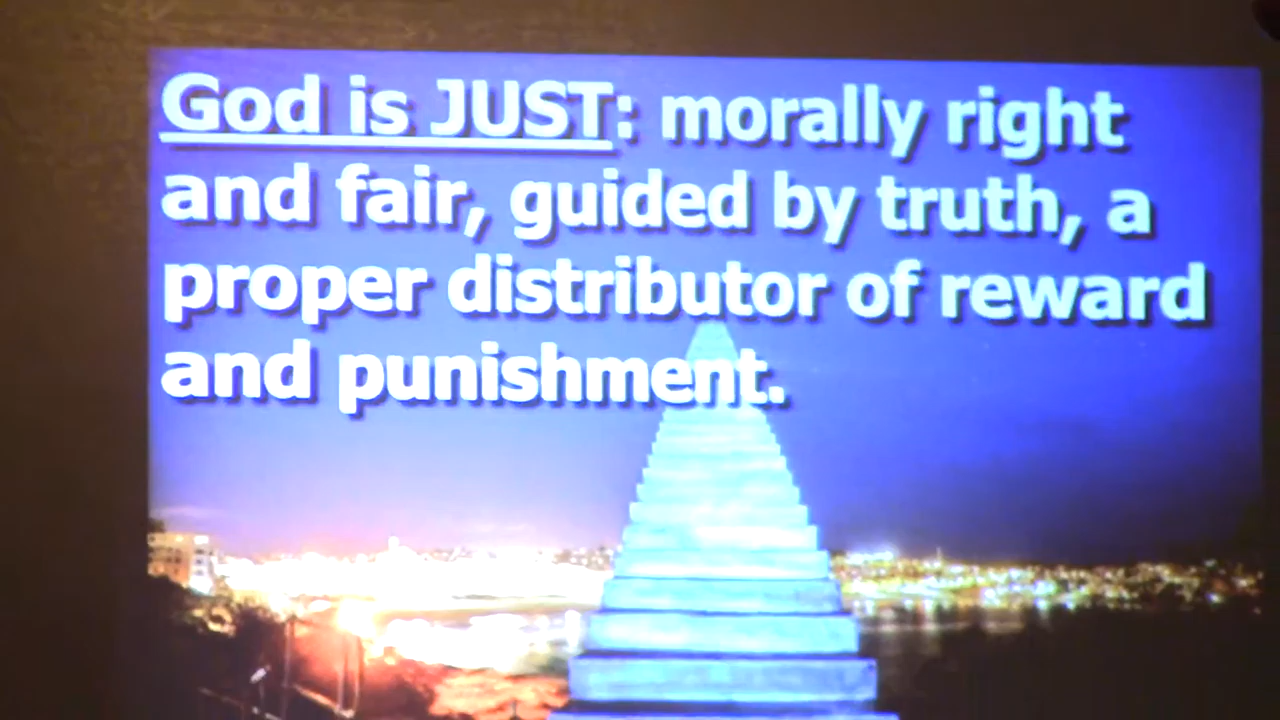 God is JUST: morally right
and fair, guided by truth, a
proper distributor of reward
and punishment.